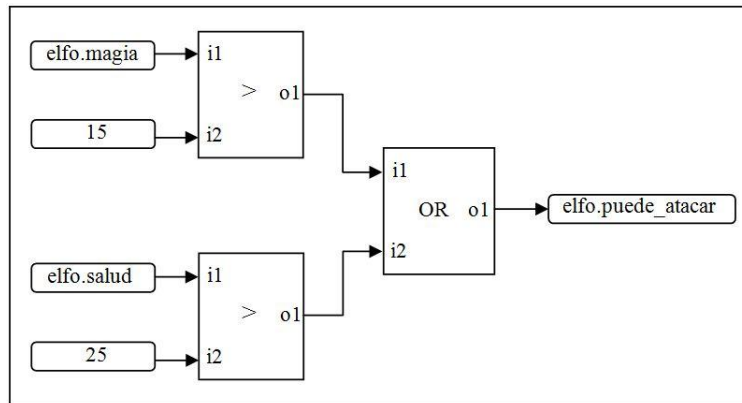 elfo.magia
i1
>
o1
15
i2
i1
OR
o1
elfo.puede_atacar
i2
elfo.salud
i1
>
o1
25
i2